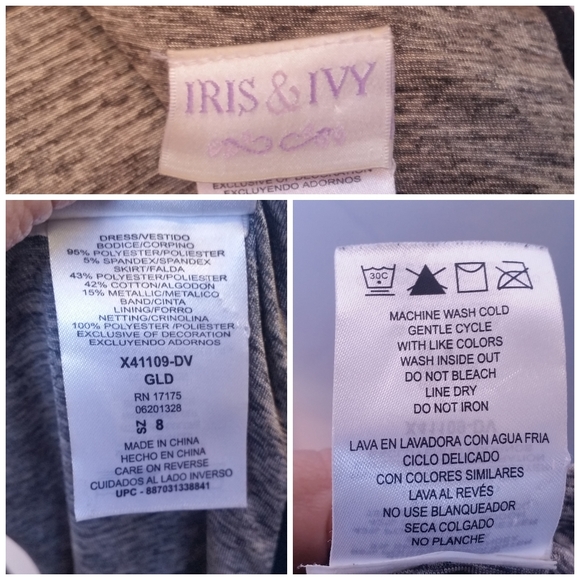 IRIS & IVY
EXCLUSIVE OF DECORATION
EXCLUYENDO ADORNOS
DRESS/VESTIDO
BODICE/CORPINO
95% POLYESTER/POLIESTER
5% SPANDEX/SPANDEX
SKIRT/FALDA
43% POLYESTER/POLIESTER
42% COTTON/ALGODON
15% METALLIC/METALICO
BAND/CINTA
LINING/FORRO
NETTING/CRINOLINA
100% POLYESTER /POLIESTER
EXCLUSIVE OF DECORATION
EXCLUYENDO ADORNOS
X41109-DV
GLD
RN 17175
06201328
SZ 8
MADE IN CHINA
HECHO EN CHINA
CARE ON REVERSE
CUIDADOS AL LADO INVERSO
UPC - 887031338841
30C
MACHINE WASH COLD
GENTLE CYCLE
WITH LIKE COLORS
WASH INSIDE OUT
DO NOT BLEACH
LINE DRY
DO NOT IRON
LAVA EN LAVADORA CON AGUA FRIA
CICLO DELICADO
CON COLORES SIMILARES
LAVA AL REVÉS
NO USE BLANQUEADOR
SECA COLGADO
NO PLANCHE